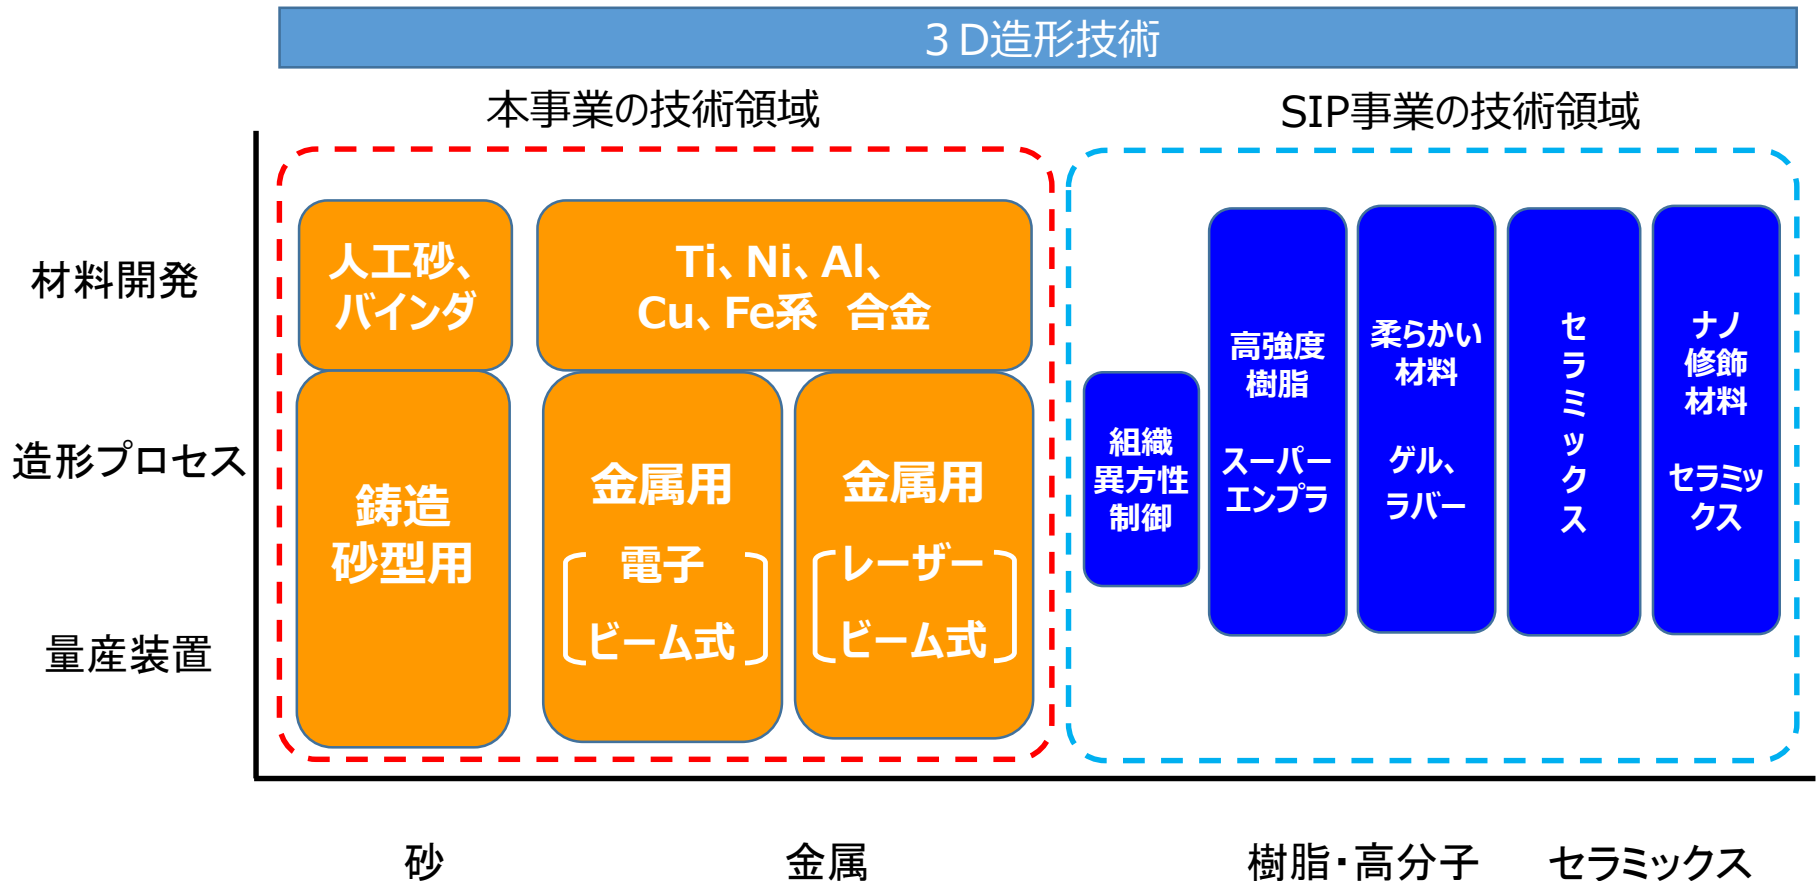 ３Ｄ造形技術
本事業の技術領域
SIP事業の技術領域
材料開発
造形プロセス
量産装置
人工砂、
バインダ
Ti、Ni、Al、
Cu、Fe系　合金
鋳造
砂型用
金属用
電子
ビーム式
金属用
レーザー
ビーム式
組織
異方性
制御
高強度
樹脂
スーパー
エンプラ
柔らかい
材料
ゲル、
ラバー
セラミックス
ナノ
修飾
材料
セラミッ
クス
砂
金属
樹脂・高分子
セラミックス